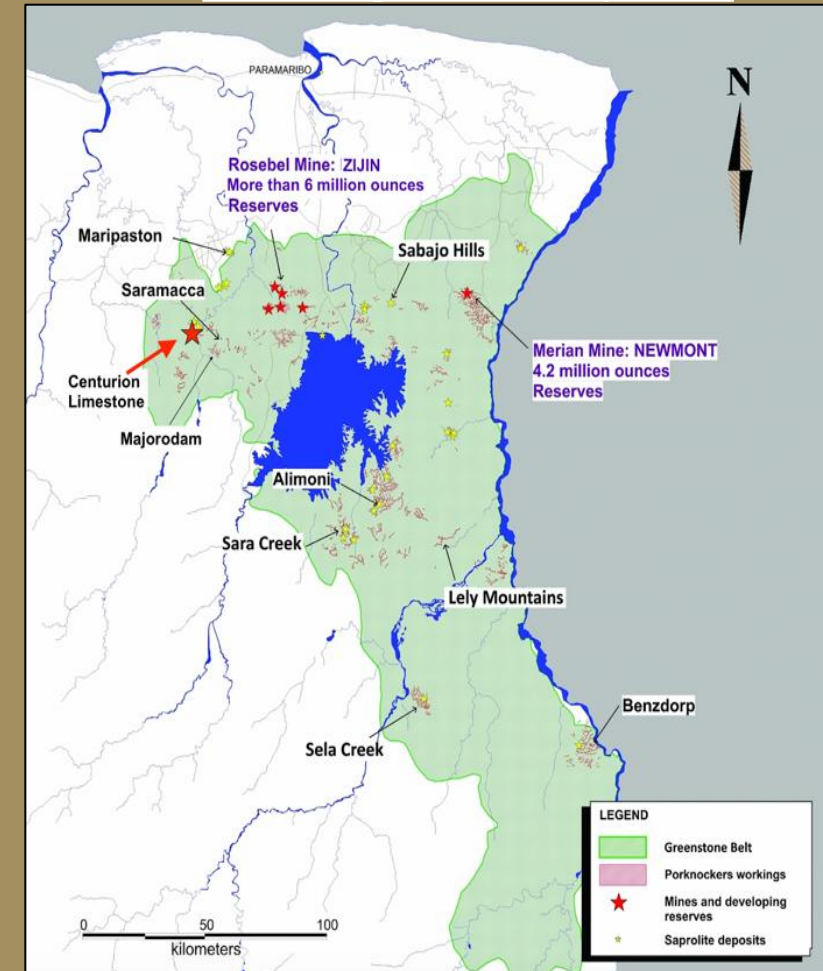 PARAMARIBO
N
Rosebel Mine: ZIJIN
More than 6 million ounces
Reserves
Maripaston
Sabajo Hills
Saramacca
Merian Mine: NEWMONT
4.2 million ounces
Reserves
Centurion
Limestone
Majorodam
Alimoni
Sara Creek
Lely Mountains
Benzdorp
Sela Creek
LEGEND
Greenstone Belt
Porknockers workings
Mines and developing
reserves
Saprolite deposits
0 50 100
kilometers